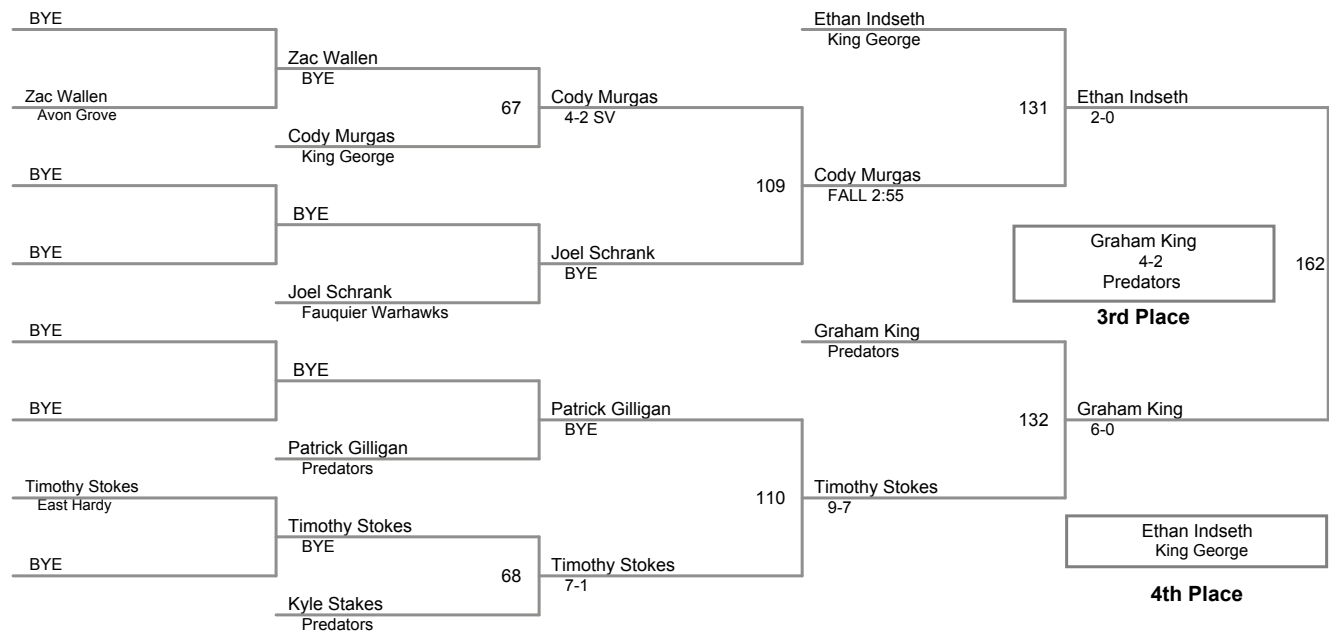 BYE
Zac Wallen
Avon Grove
BYE
BYE
BYE
BYE
Timothy Stokes
East Hardy
BYE
Zac Wallen
BYE
67
Cody Murgas
King George
BYE
Joel Schrank
Fauquier Warhawks
BYE
Patrick Gilligan
Predators
Timothy Stokes
BYE
68
Kyle Stakes
Predators
Cody Murgas
4-2 SV
109
Joel Schrank
BYE
Patrick Gilligan
BYE
110
Timothy Stokes
7-1
Ethan Indseth
King George
131
Cody Murgas
FALL 2:55
Graham King
Predators
132
Timothy Stokes
9-7
Ethan Indseth
2-0
Graham King
4-2
Predators
162
3rd Place
Graham King
6-0
Ethan Indseth
King George
4th Place